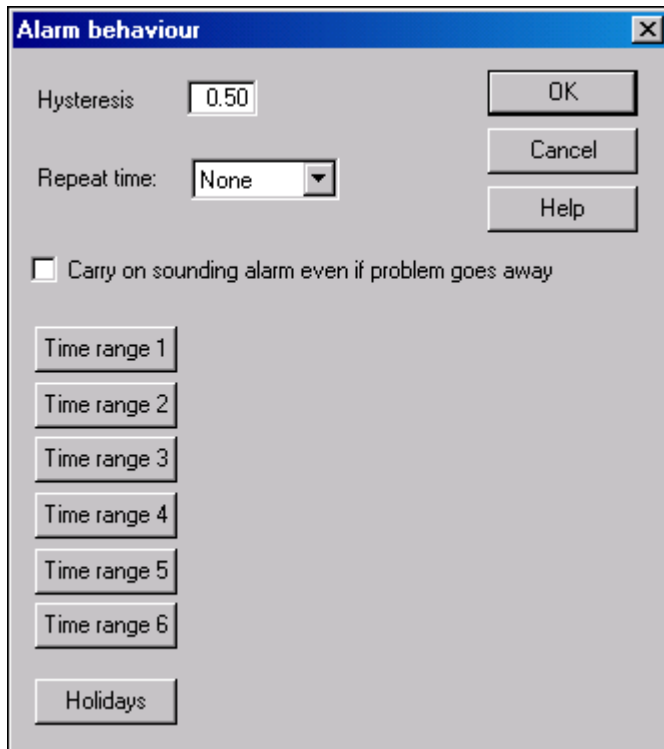 Alarm behaviour
Hysteresis 0.50
OK
Cancel
Repeat time: None
Help
Carry on sounding alarm even if problem goes away
Time range 1
Time range 2
Time range 3
Time range 4
Time range 5
Time range 6
Holidays